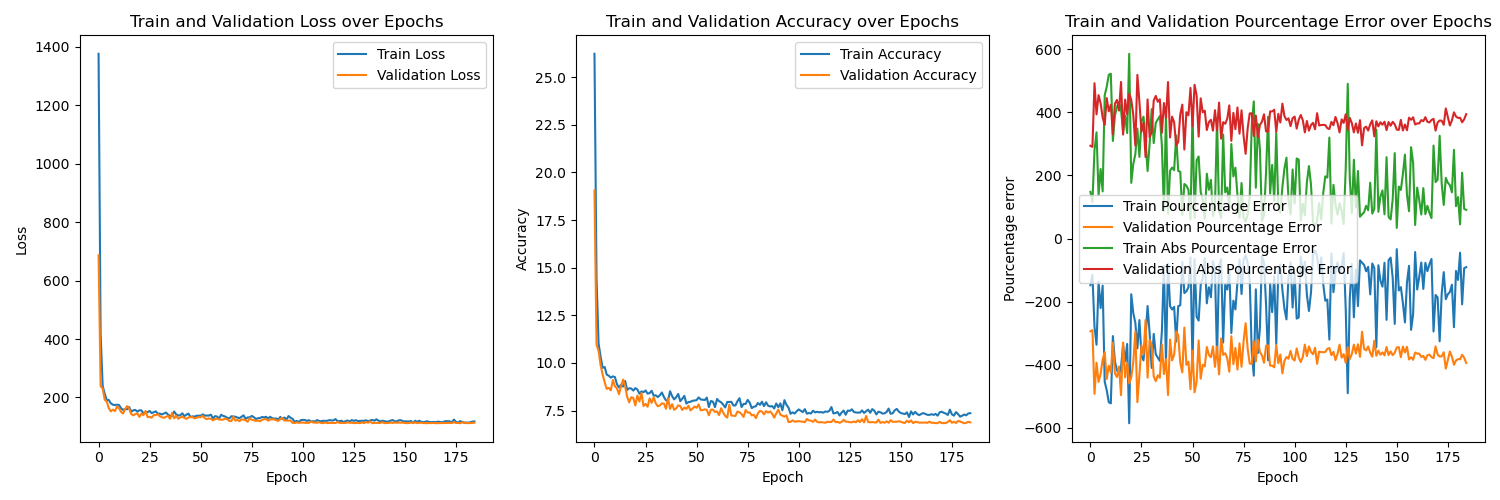 Train and Validation Loss over Epochs
Loss
1400
1200
1000
800
600
400
200
0
25
50
75
100
125
150
175
Epoch
Train Loss
Validation Loss
Train and Validation Accuracy over Epochs
Accuracy
25.0
22.5
20.0
17.5
15.0
12.5
10.0
7.5
0
25
50
75
100
125
150
175
Epoch
Train Accuracy
Validation Accuracy
Train and Validation Pourcentage Error over Epochs
Pourcentage error
600
400
200
0
−200
−400
−600
0
25
50
75
100
125
150
175
Epoch
Train Pourcentage Error
Validation Pourcentage Error
Train Abs Pourcentage Error
Validation Abs Pourcentage Error